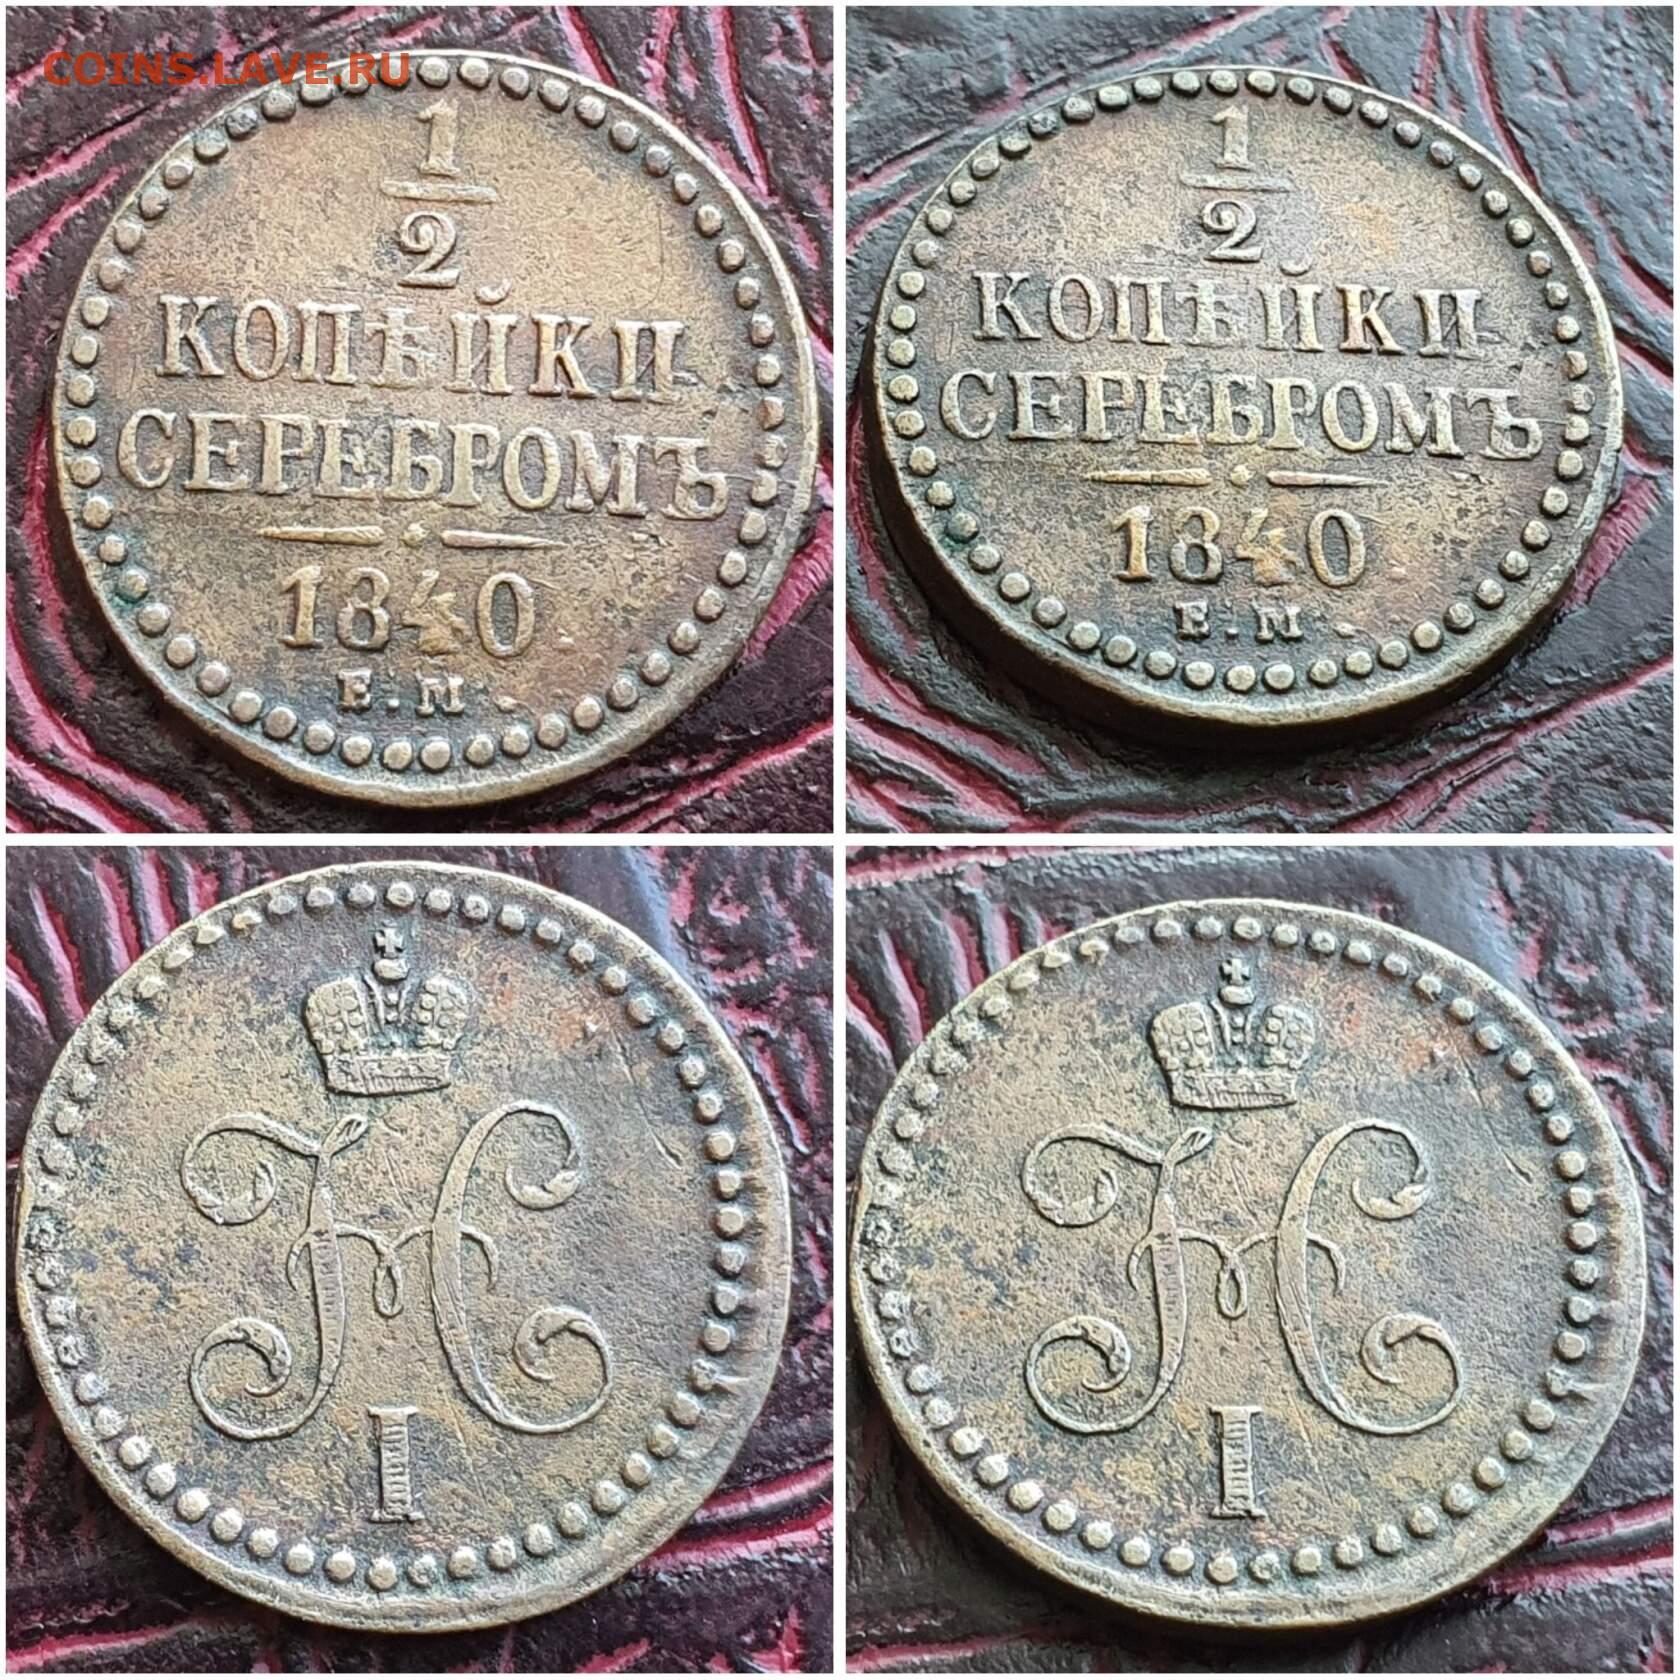 COINS.LAVE.RU
1
2
КОПѢЙКИ
СЕРЕБРОМЪ
1840
Е.М.
1
2
КОПѢЙКИ
СЕРЕБРОМЪ
1840
Е.М.
Н
I
Н
I